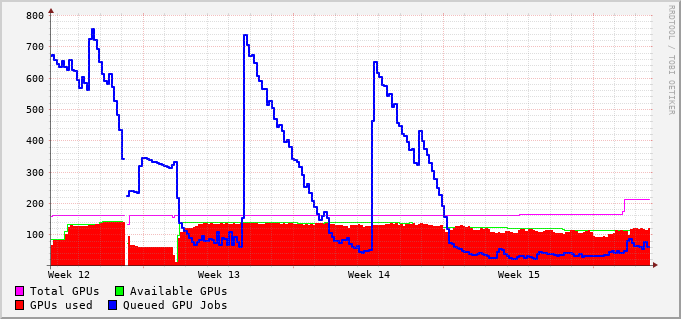 800
700
600
500
400
300
200
100
Week 12 Week 13 Week 14 Week 15
Total GPUs Available GPUs
GPUs used Queued GPU Jobs
RRDTOOL / TOBI OETIKER